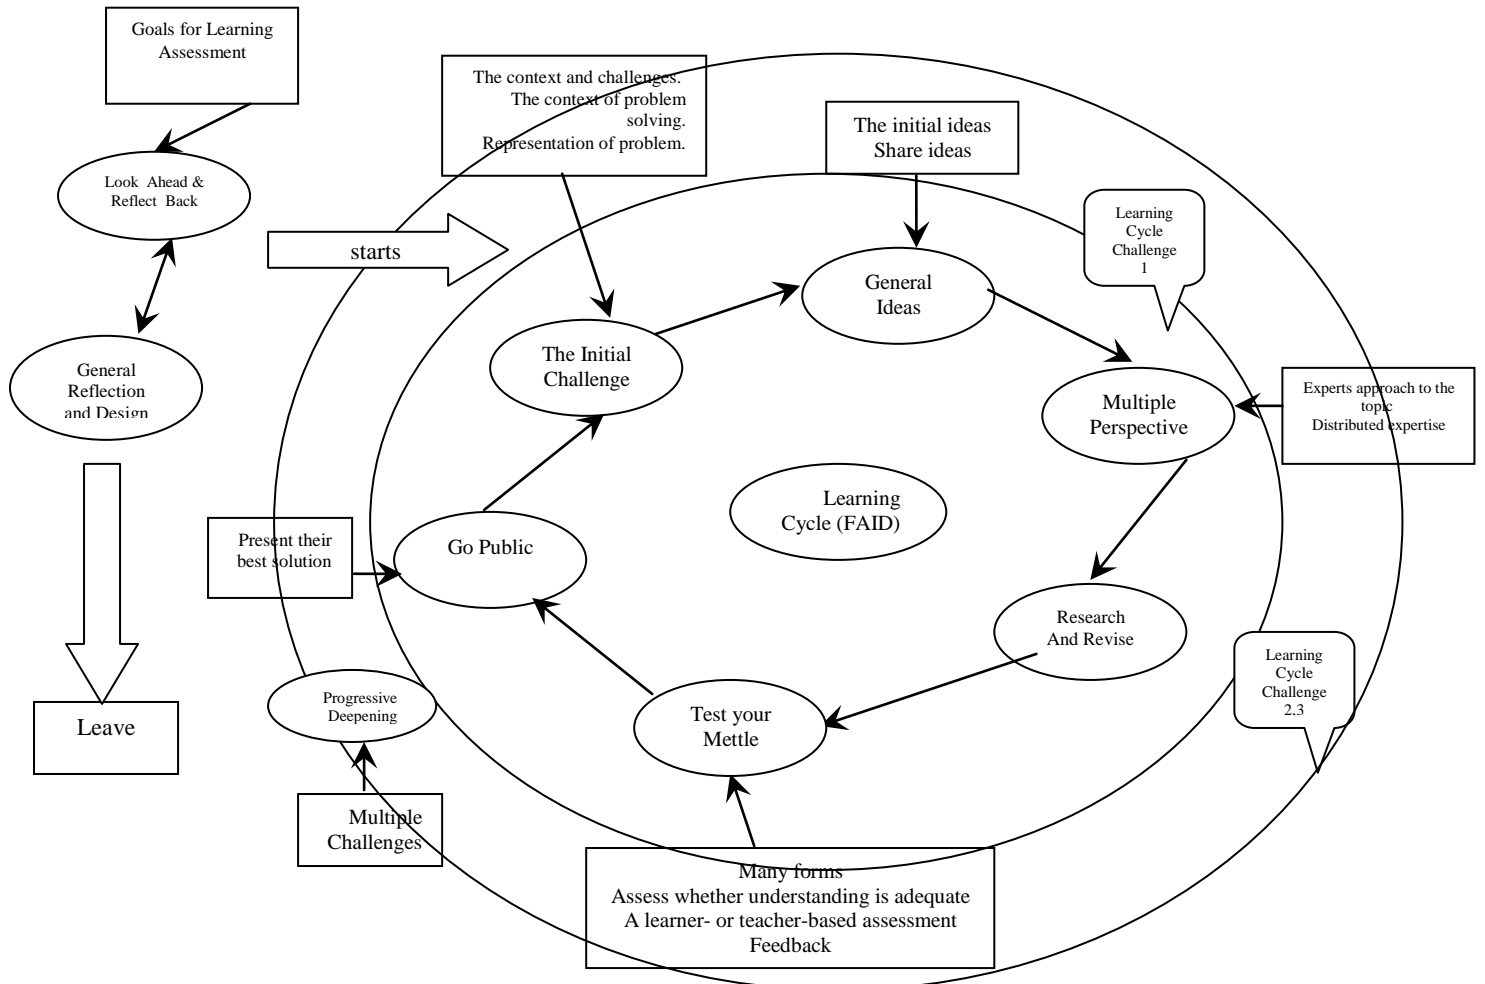 Goals for Learning
Assessment
Look Ahead &
Reflect Back
General
Reflection
and Design
Leave
starts
The context and challenges.
The context of problem
solving.
Representation of problem.
The initial ideas
Share ideas
Learning
Cycle
Challenge
1
General
Ideas
The Initial
Challenge
Multiple
Perspective
Experts approach to the
topic
Distributed expertise
Learning
Cycle (FAID)
Go Public
Present their
best solution
Research
And Revise
Learning
Cycle
Challenge
2.3
Test your
Mettle
Progressive
Deepening
Multiple
Challenges
Many forms
Assess whether understanding is adequate
A learner- or teacher-based assessment
Feedback